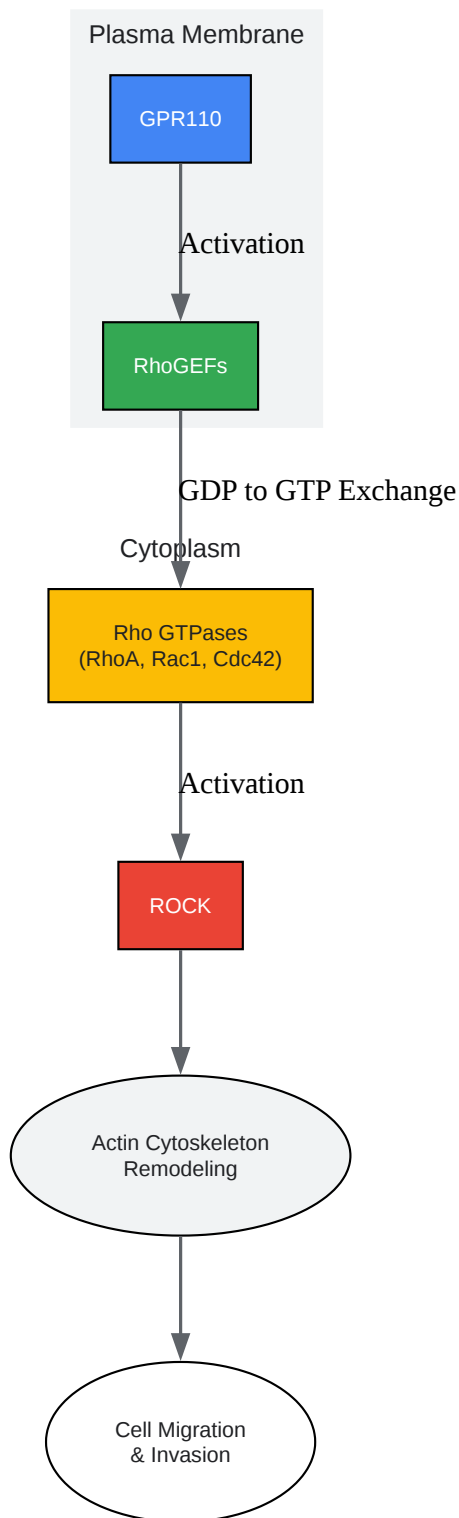 Plasma Membrane
GPR110
Activation
RhoGEFs
GDP to GTP Exchange
Cytoplasm
Rho GTPases
(RhoA, Rac1, Cdc42)
Activation
ROCK
Actin Cytoskeleton
Remodeling
Cell Migration
& Invasion